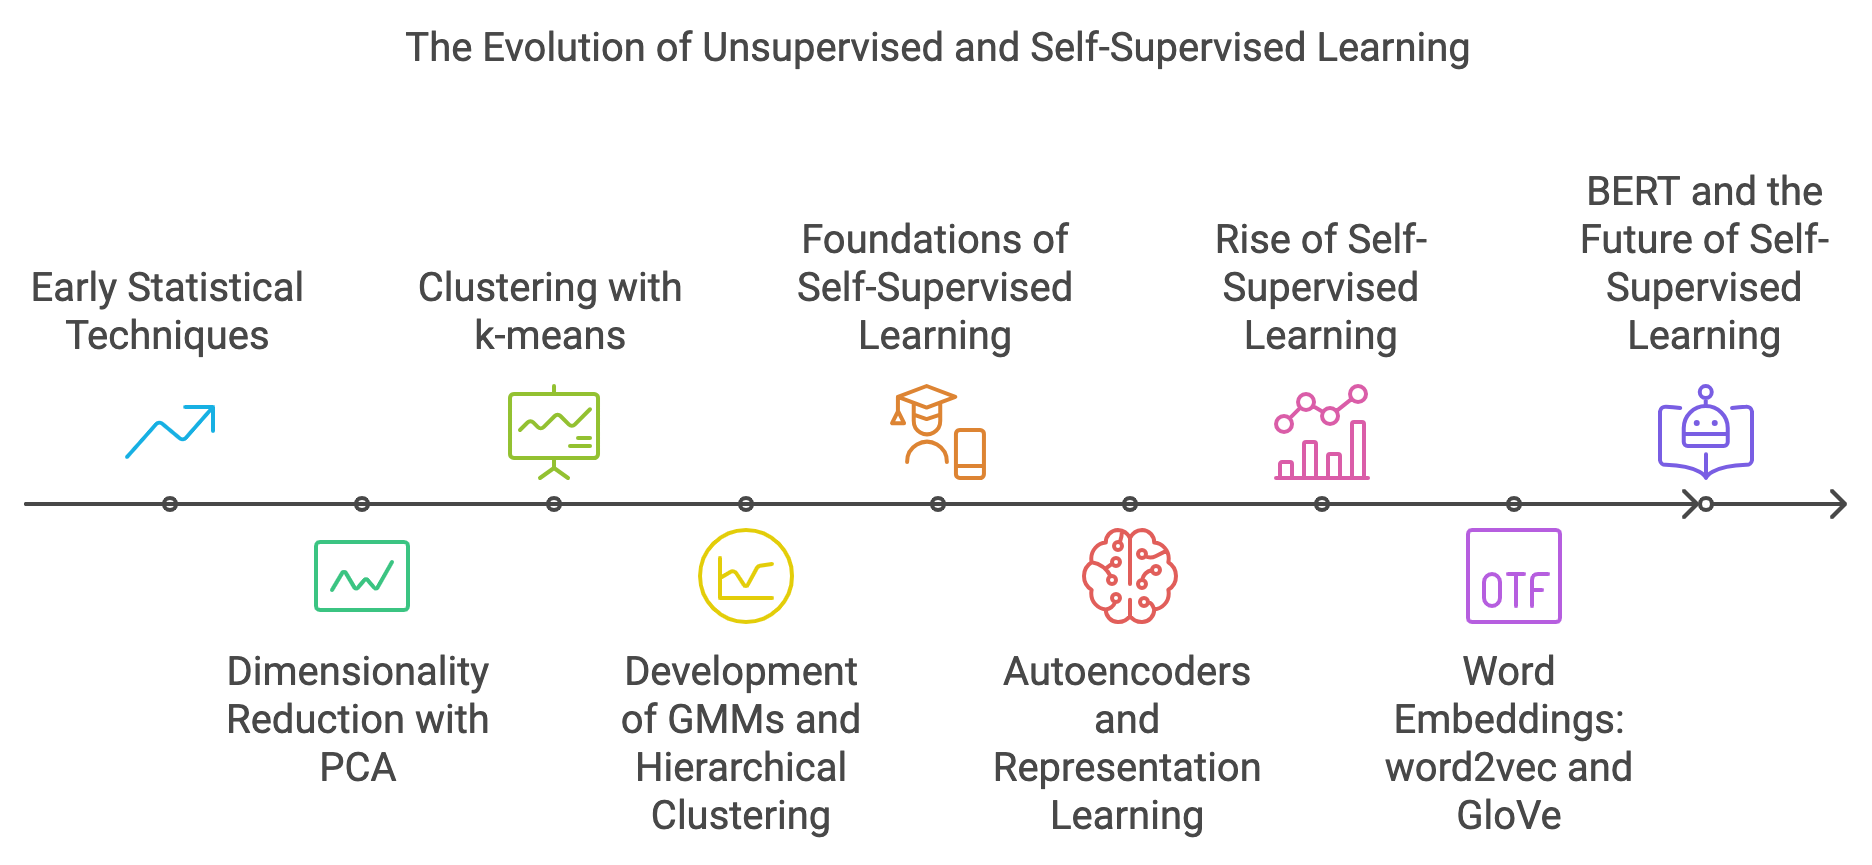 The Evolution of Unsupervised and Self-Supervised Learning
Early Statistical
Techniques
Dimensionality
Reduction with
PCA
Clustering with
k-means
Development
of GMMs and
Hierarchical
Clustering
Foundations of
Self-Supervised
Learning
Autoencoders
and
Representation
Learning
Rise of Self-
Supervised
Learning
OTF
Word
Embeddings:
word2vec and
GloVe
BERT and the
Future of Self-
Supervised
Learning